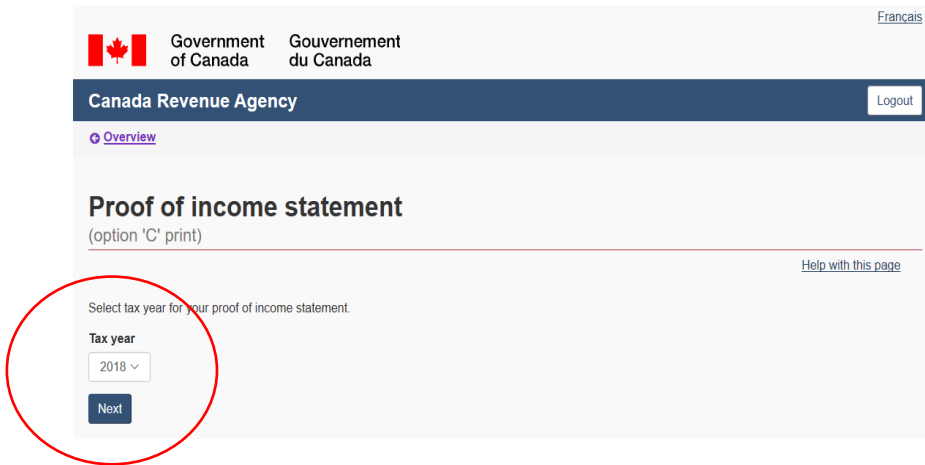 Français
Government Gouvernement
of Canada du Canada
Canada Revenue Agency
Logout
Overview
Proof of income statement
(option 'C' print)
Help with this page
Select tax year for your proof of income statement.
Tax year
2018
Next